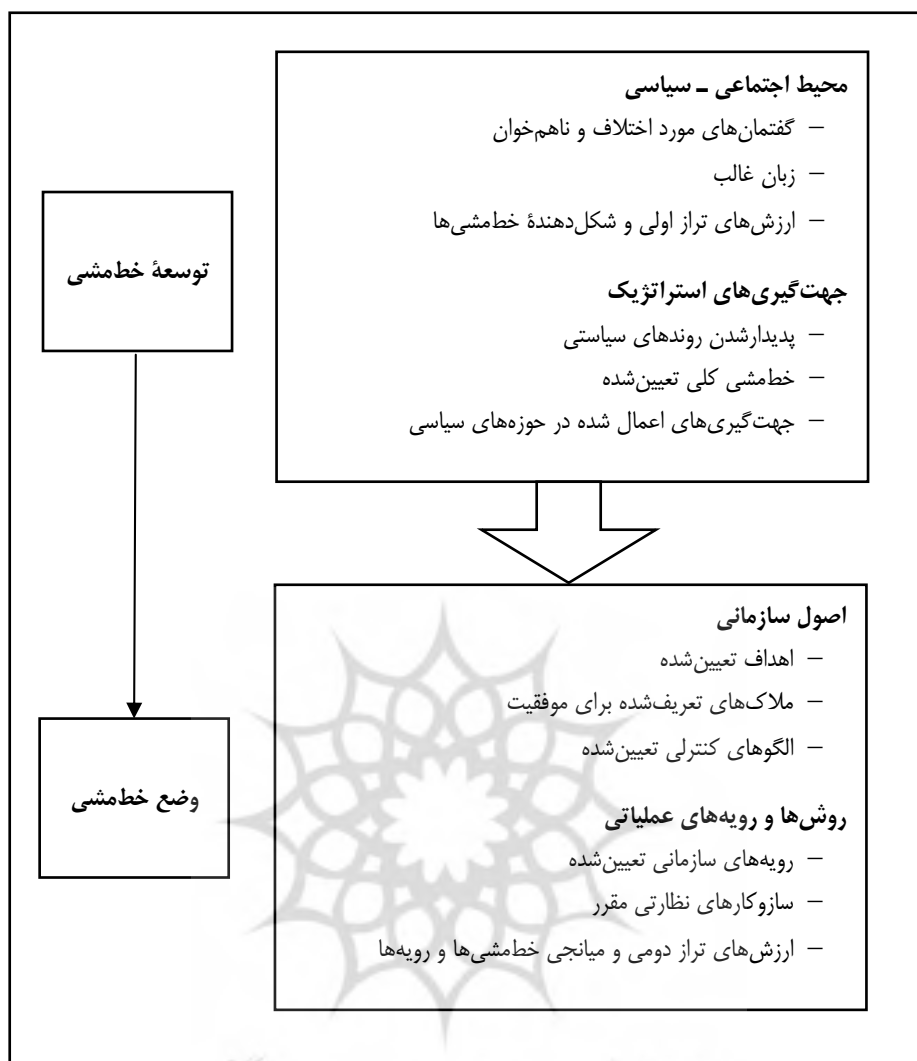 محیط اجتماعی ـ سیاسی
– گفتمان‌های مورد اختلاف و ناهم‌خوان
– زبان غالب
– ارزش‌های تراز اولی و شکل‌دهندهٔ خط‌مشی‌ها
جهت‌گیری‌های استراتژیک
– پدیدارشدن روندهای سیاستی
– خط‌مشی کلی تعیین‌شده
– جهت‌گیری‌های اعمال شده در حوزه‌های سیاسی
توسعهٔ خط‌مشی
اصول سازمانی
– اهداف تعیین‌شده
– ملاک‌های تعریف‌شده برای موفقیت
– الگوهای کنترلی تعیین‌شده
روش‌ها و رویه‌های عملیاتی
– رویه‌های سازمانی تعیین‌شده
– سازوکارهای نظارتی مقرر
– ارزش‌های تراز دومی و میانجی خط‌مشی‌ها و رویه‌ها
وضع خط‌مشی